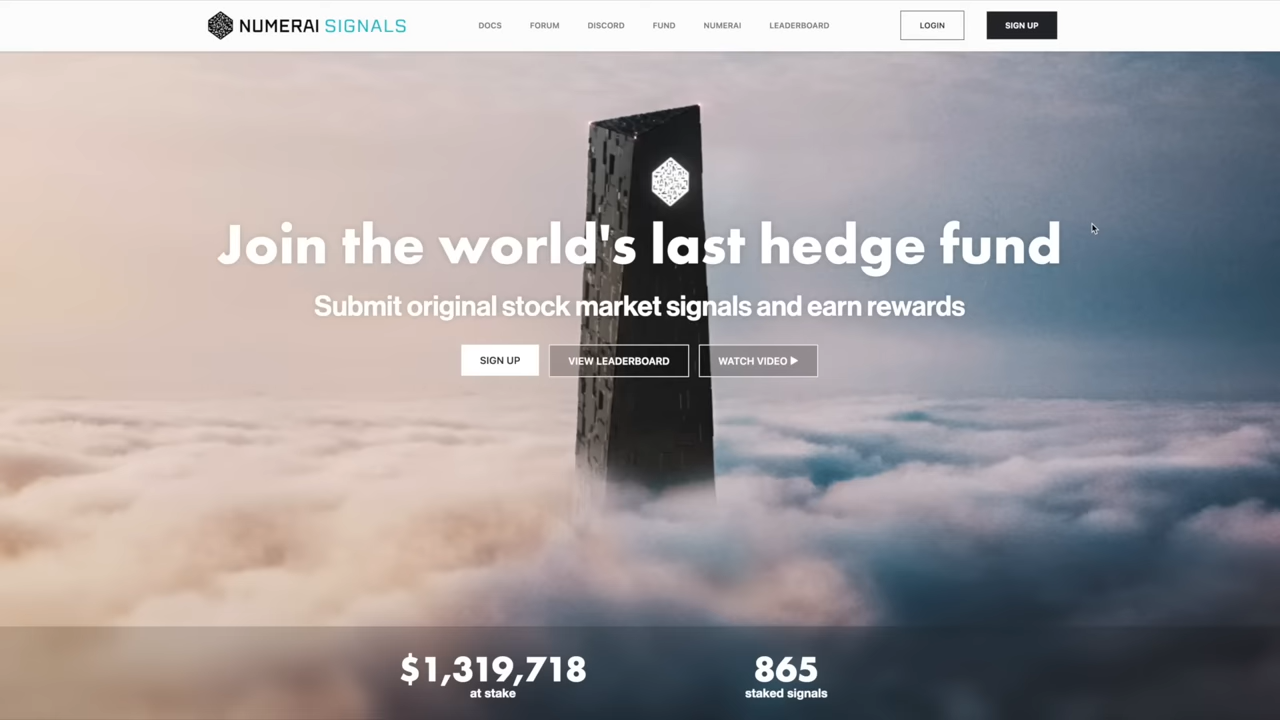 NUMERAI SIGNALS
DOCS FORUM DISCORD FUND NUMERAI LEADERBOARD
LOGIN SIGN UP
Join the world's last hedge fund
Submit original stock market signals and earn rewards
SIGN UP VIEW LEADERBOARD WATCH VIDEO
$1,319,718 865
at stake staked signals